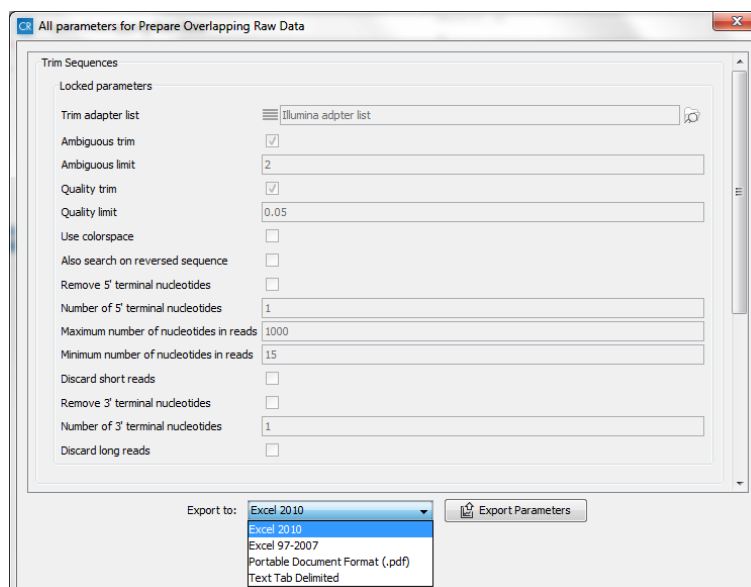 CR All parameters for Prepare Overlapping Raw Data
Trim Sequences
Locked parameters
Trim adapter list Illumina adpter list
Ambiguous trim
Ambiguous limit 2
Quality trim
Quality limit 0.05
Use colorspace
Also search on reversed sequence
Remove 5' terminal nucleotides
Number of 5' terminal nucleotides 1
Maximum number of nucleotides in reads 1000
Minimum number of nucleotides in reads 15
Discard short reads
Remove 3' terminal nucleotides
Number of 3' terminal nucleotides 1
Discard long reads
Export to: Excel 2010 Export Parameters
Excel 2010
Excel 97-2007
Portable Document Format (.pdf)
Text Tab Delimited